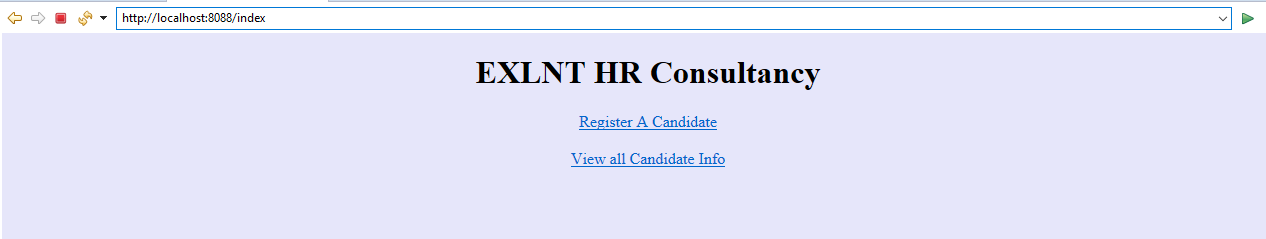 http://localhost:8088/index
EXLNT HR Consultancy
Register A Candidate
View all Candidate Info